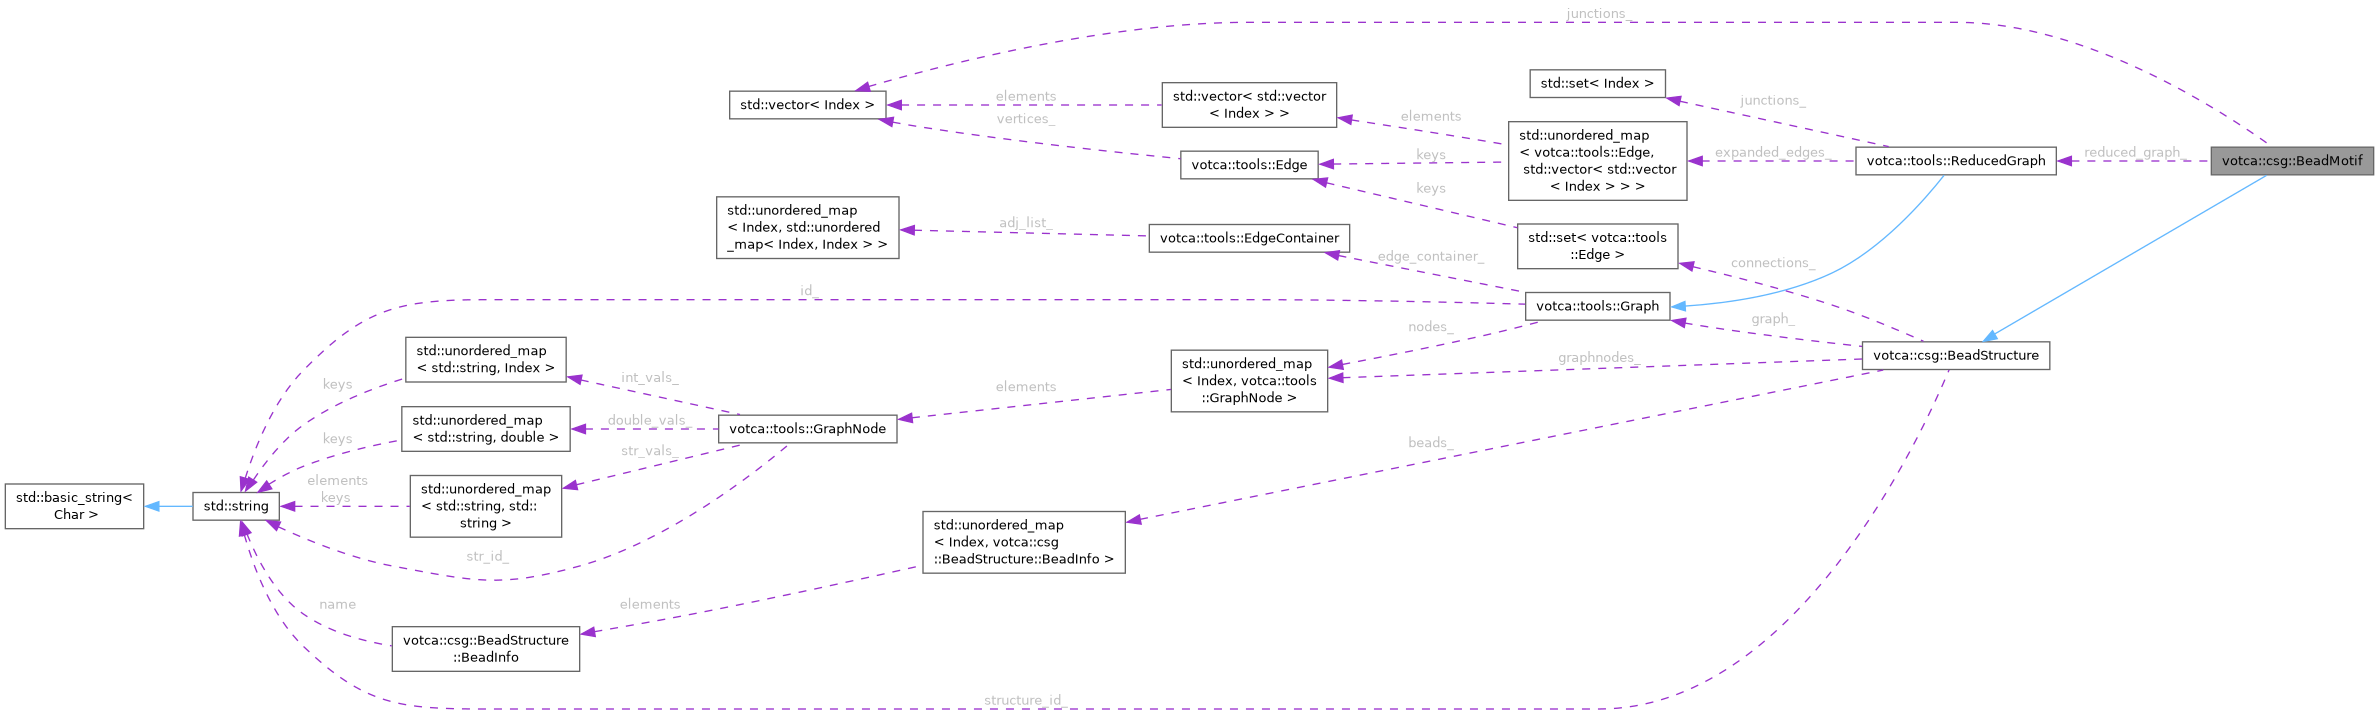 junctions_
std::set< Index >
std::vector< Index >
elements
std::vector< std::vector
< Index > >
junctions_
vertices_
elements
std::unordered_map
< votca::tools::Edge,
std::vector< std::vector
< Index > > >
votca::tools::Edge
keys
expanded_edges_
votca::tools::ReducedGraph
reduced_graph_
votca::csg::BeadMotif
keys
std::unordered_map
< Index, std::unordered
_map< Index, Index > >
adj_list_
votca::tools::EdgeContainer
std::set< votca::tools
::Edge >
edge_container_
connections_
id_
votca::tools::Graph
graph_
nodes_
std::unordered_map
< std::string, Index >
int_vals_
keys
std::unordered_map
< Index, votca::tools
::GraphNode >
graphnodes_
votca::csg::BeadStructure
elements
std::unordered_map
< std::string, double >
keys
double_vals_
votca::tools::GraphNode
str_vals_
beads_
std::basic_string<
Char >
std::string
elements
keys
std::unordered_map
< std::string, std::
string >
str_id_
std::unordered_map
< Index, votca::csg
::BeadStructure::BeadInfo >
name
elements
votca::csg::BeadStructure
::BeadInfo
structure_id_